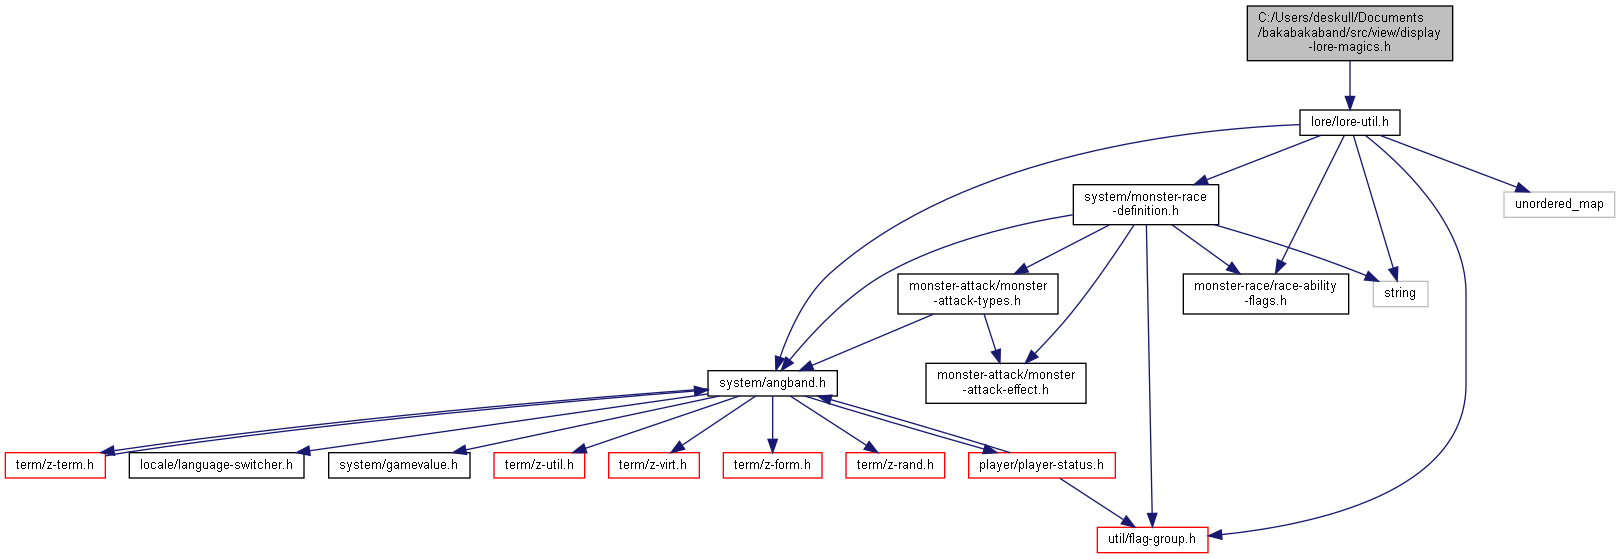 C:/Users/deskull/Documents
/bakabakaband/src/view/display
-lore-magics.h
lore/lore-util.h
system/monster-race
-definition.h
unordered_map
monster-attack/monster
-attack-types.h
monster-race/race-ability
-flags.h
string
system/angband.h
monster-attack/monster
-attack-effect.h
term/z-term.h
locale/language-switcher.h
system/gamevalue.h
term/z-util.h
term/z-virt.h
term/z-form.h
term/z-rand.h
player/player-status.h
util/flag-group.h